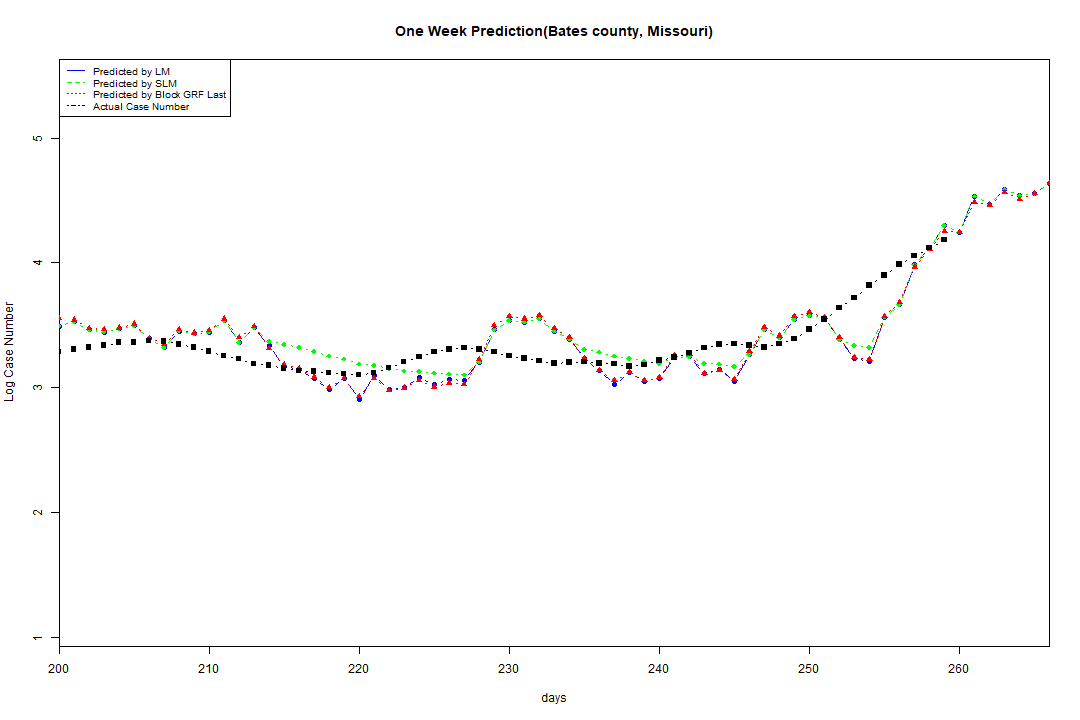 One Week Prediction(Bates county, Missouri)
Predicted by LM
Predicted by SLM
Predicted by Block GRF Last
Actual Case Number
5
4
3
2
1
Log Case Number
200 210 220 230 240 250 260
days